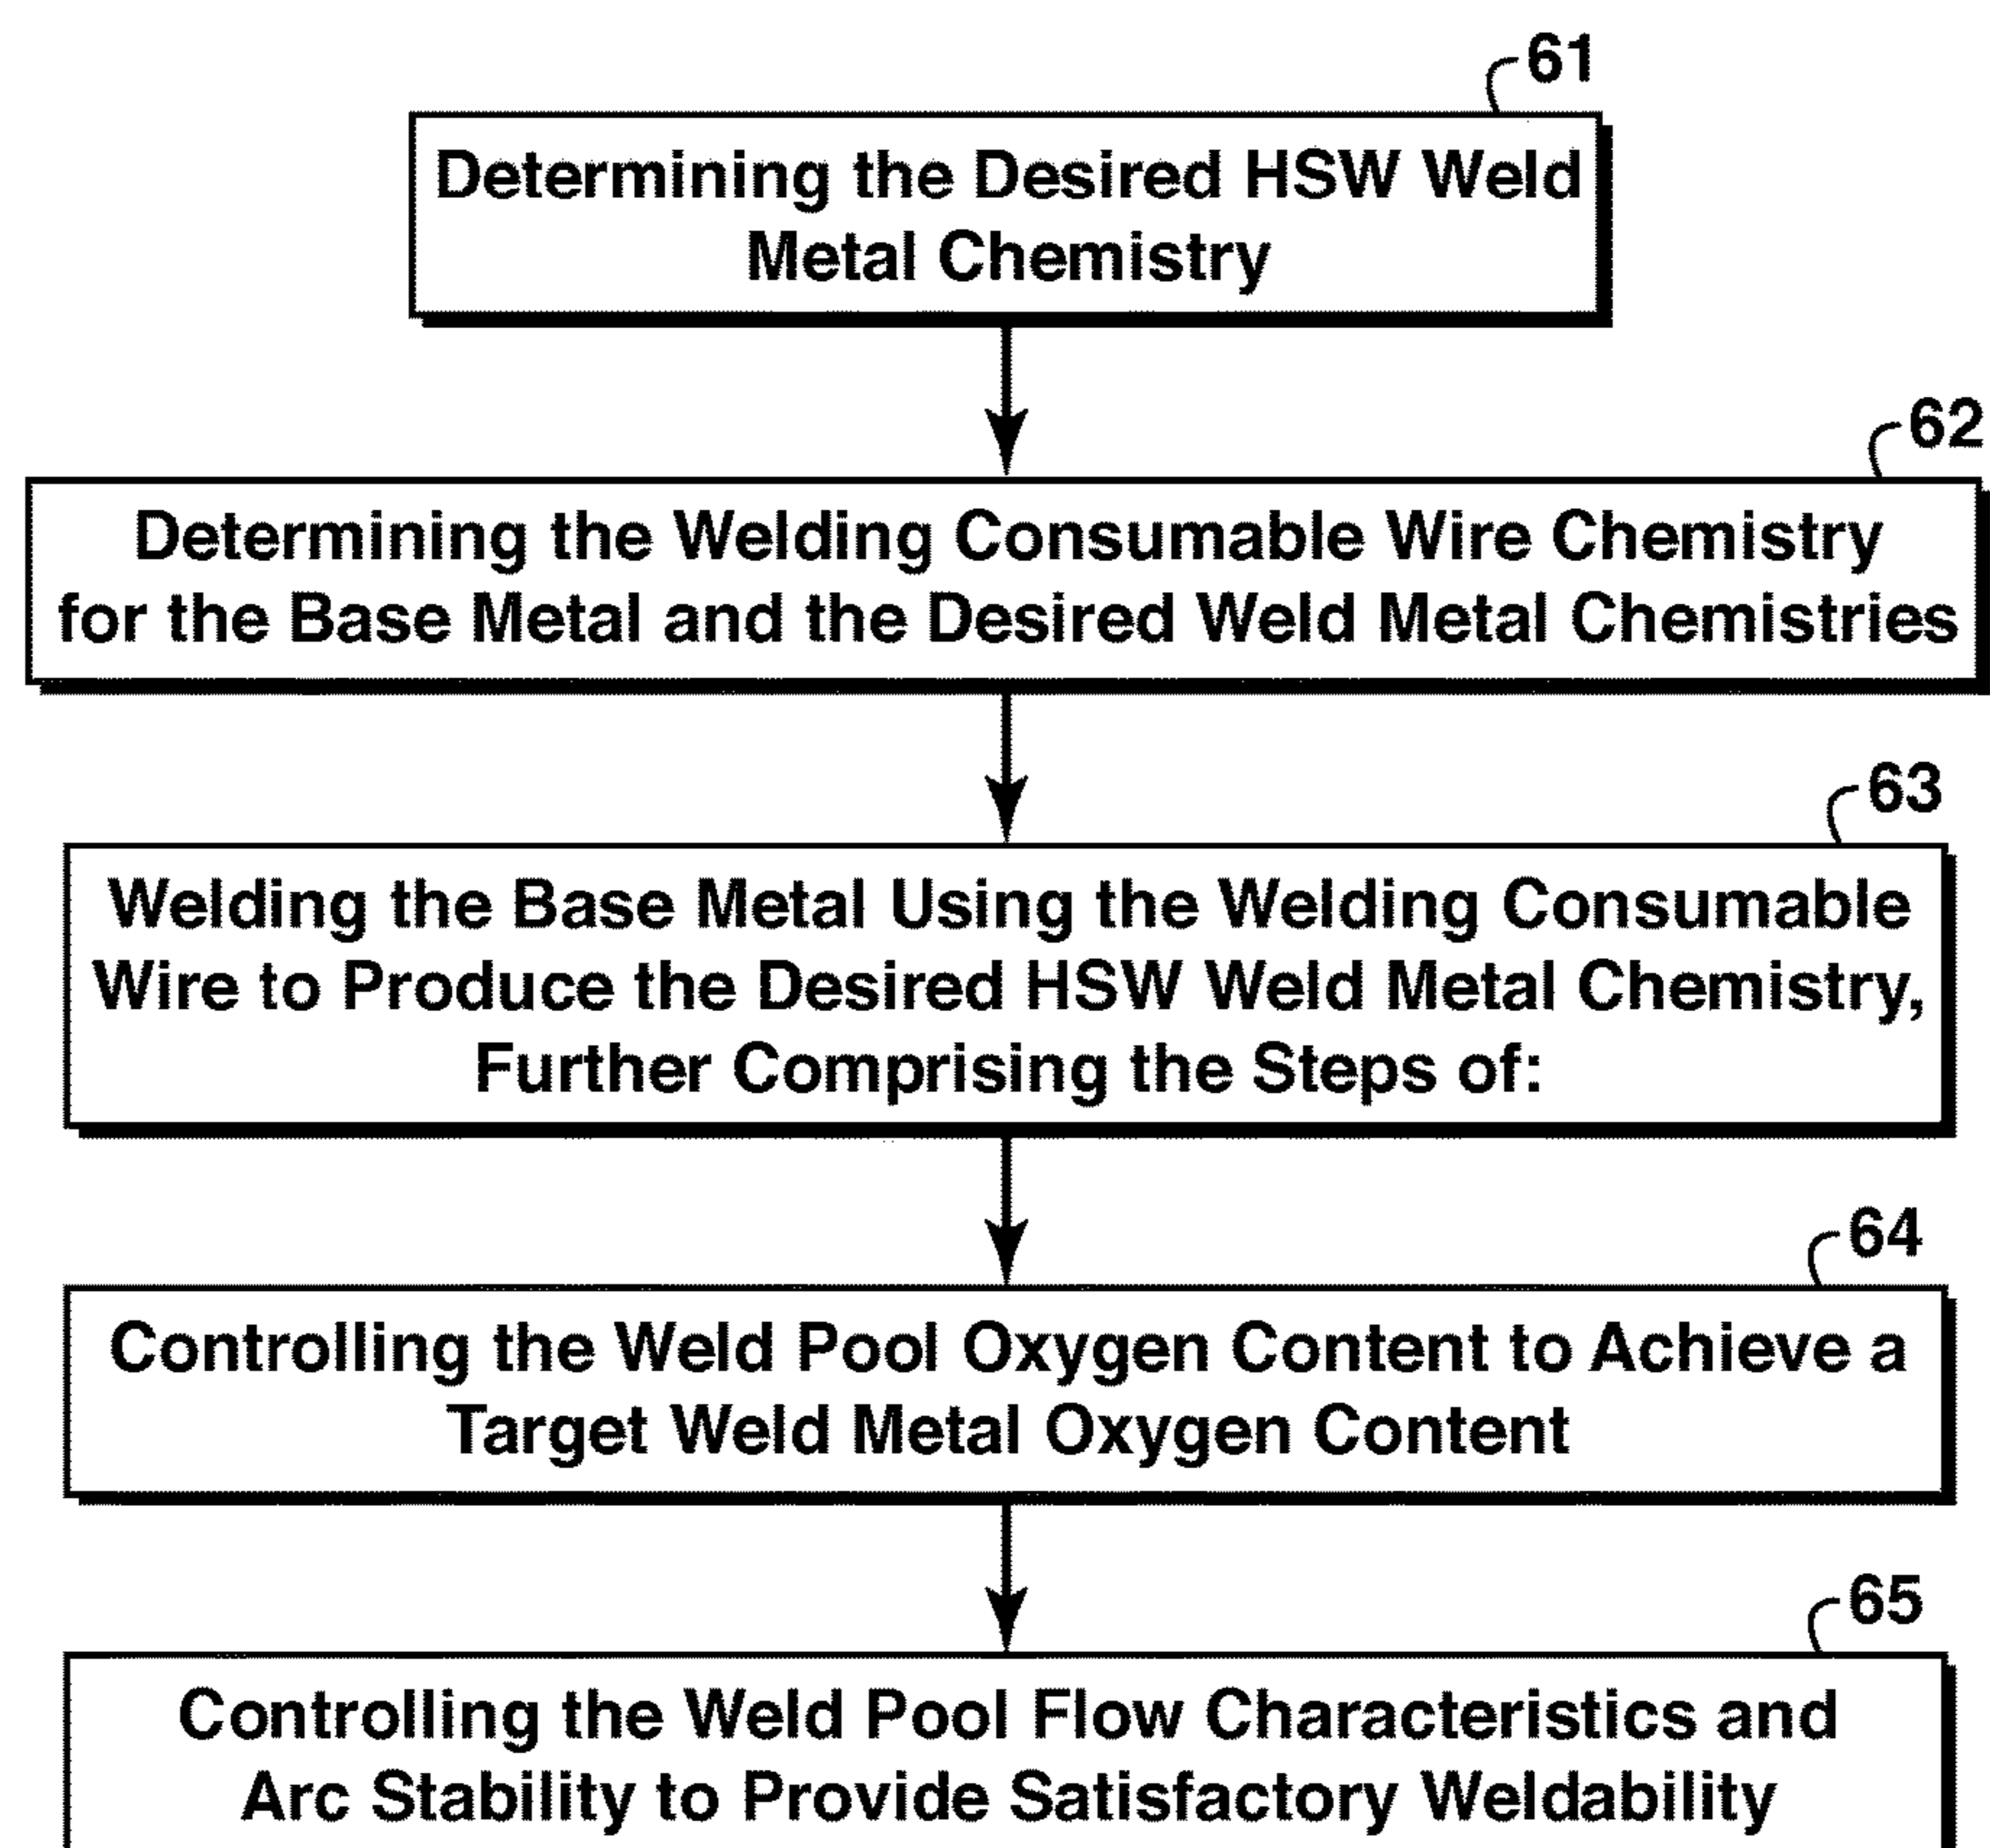 61
Determining the Desired HSW Weld
Metal Chemistry
62
Determining the Welding Consumable Wire Chemistry
for the Base Metal and the Desired Weld Metal Chemistries
63
Welding the Base Metal Using the Welding Consumable
Wire to Produce the Desired HSW Weld Metal Chemistry,
Further Comprising the Steps of:
64
Controlling the Weld Pool Oxygen Content to Achieve a
Target Weld Metal Oxygen Content
65
Controlling the Weld Pool Flow Characteristics and
Arc Stability to Provide Satisfactory Weldability